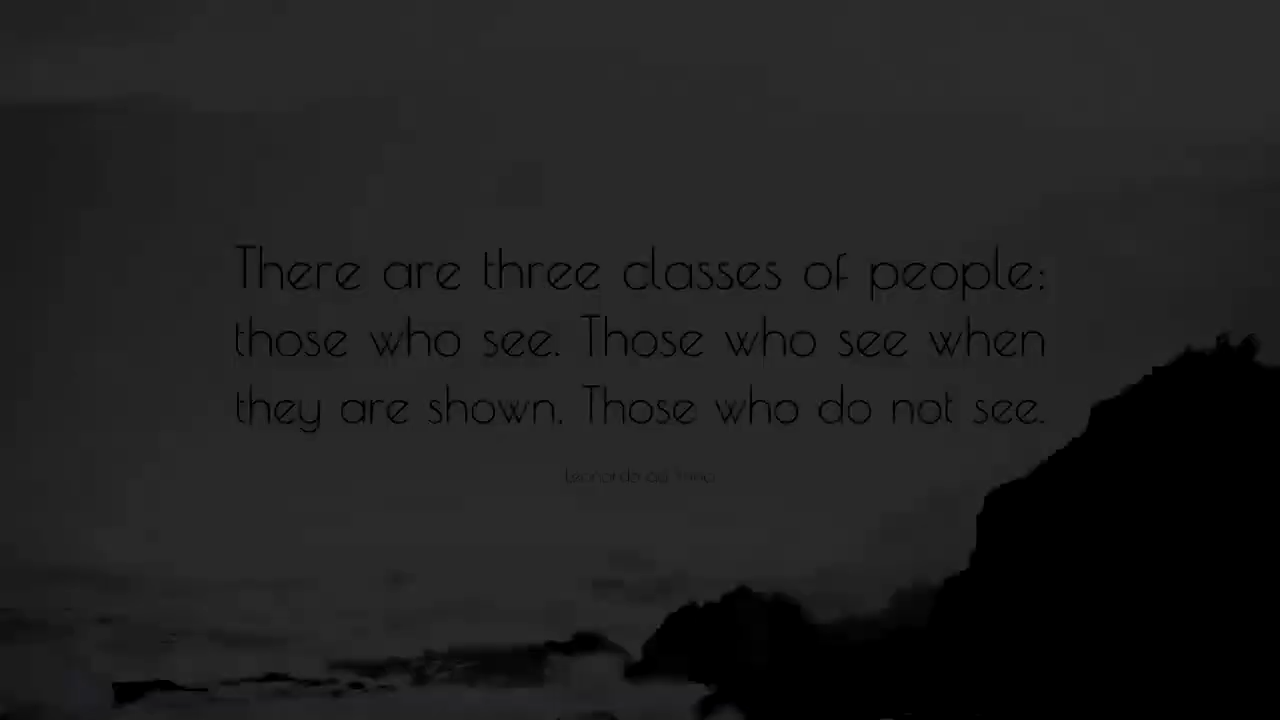 There are three classes of people:
those who see. Those who see when
they are shown. Those who do not see.
Leonardo da Vinci